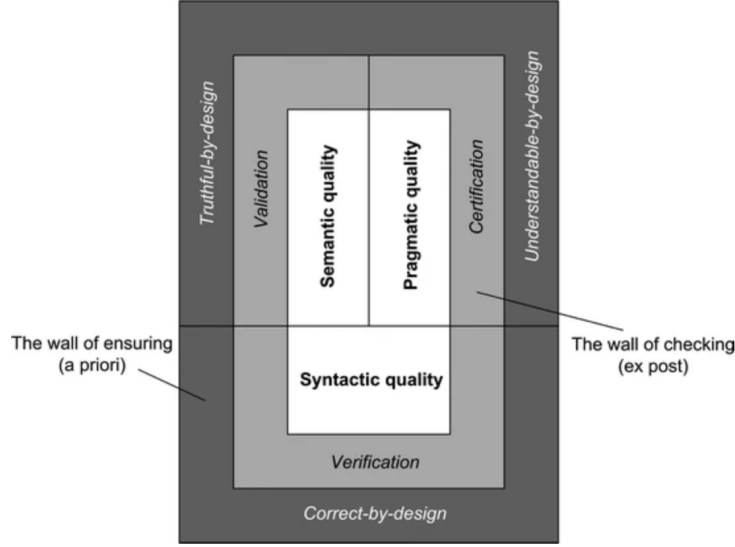 Truthful-by-design
Validation
Semantic quality
Pragmatic quality
Certification
Understandable-by-design
The wall of ensuring
(a priori)
The wall of checking
(ex post)
Syntactic quality
Verification
Correct-by-design